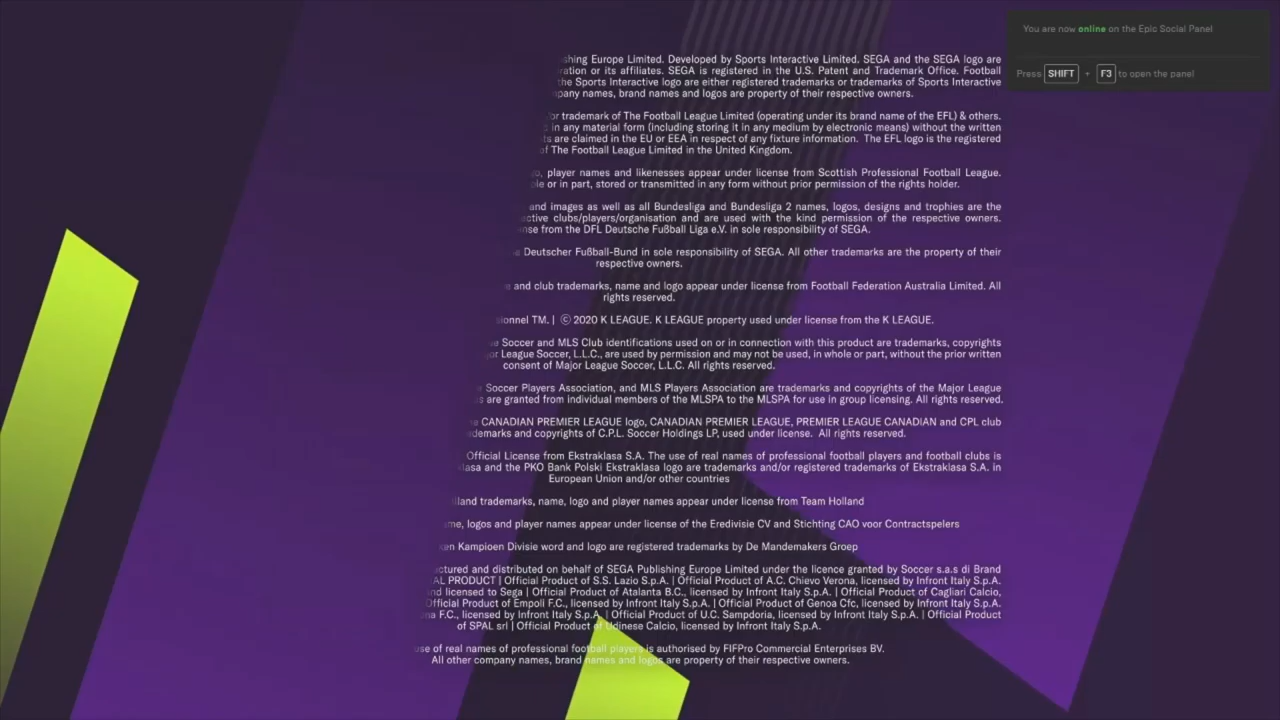 You are now online on the Epic Social Panel
Press SHIFT + F3 to open the panel
shing Europe Limited. Developed by Sports Interactive Limited. SEGA and the SEGA logo are
ration or its affiliates. SEGA is registered in the U.S. Patent and Trademark Office. Football
the Sports Interactive logo are either registered trademarks or trademarks of Sports Interactive
pany names, brand names and logos are property of their respective owners.
or trademark of The Football League Limited (operating under its brand name of the EFL) & others.
in any material form (including storing it in any medium by electronic means) without the written
ts are claimed in the EU or EEA in respect of any fixture information. The EFL logo is the registered
of The Football League Limited in the United Kingdom.
o, player names and likenesses appear under license from Scottish Professional Football League.
le or in part, stored or transmitted in any form without prior permission of the rights holder.
and images as well as all Bundesliga and Bundesliga 2 names, logos, designs and trophies are the
ective clubs/players/organisation and are used with the kind permission of the respective owners.
nse from the DFL Deutsche Fußball Liga e.V. in sole responsibility of SEGA.
e Deutscher Fußball-Bund in sole responsibility of SEGA. All other trademarks are the property of their
respective owners.
e and club trademarks, name and logo appear under license from Football Federation Australia Limited. All
rights reserved.
sionnel TM. | © 2020 K LEAGUE. K LEAGUE property used under license from the K LEAGUE.
e Soccer and MLS Club identifications used on or in connection with this product are trademarks, copyrights
jor League Soccer, L.L.C., are used by permission and may not be used, in whole or part, without the prior written
consent of Major League Soccer, L.L.C. All rights reserved.
e Soccer Players Association, and MLS Players Association are trademarks and copyrights of the Major League
s are granted from individual members of the MLSPA to the MLSPA for use in group licensing. All rights reserved.
e CANADIAN PREMIER LEAGUE logo, CANADIAN PREMIER LEAGUE, PREMIER LEAGUE CANADIAN and CPL club
demarks and copyrights of C.P.L. Soccer Holdings LP, used under license. All rights reserved.
Official License from Ekstraklasa S.A. The use of real names of professional football players and football clubs is
lasa and the PKO Bank Polski Ekstraklasa logo are trademarks and/or registered trademarks of Ekstraklasa S.A. in
European Union and/or other countries
lland trademarks, name, logo and player names appear under license from Team Holland
me, logos and player names appear under license of the Eredivisie CV and Stichting CAO voor Contractspelers
ken Kampioen Divisie word and logo are registered trademarks by De Mandemakers Groep
actured and distributed on behalf of SEGA Publishing Europe Limited under the licence granted by Soccer s.a.s di Brand
AL PRODUCT | Official Product of S.S. Lazio S.p.A. | Official Product of A.C. Chievo Verona, licensed by Infront Italy S.p.A.
nd licensed to Sega | Official Product of Atalanta B.C., licensed by Infront Italy S.p.A. | Official Product of Cagliari Calcio,
Official Product of Empoli F.C., licensed by Infront Italy S.p.A. | Official Product of Genoa Cfc, licensed by Infront Italy S.p.A.
na F.C., licensed by Infront Italy S.p.A. | Official Product of U.C. Sampdoria, licensed by Infront Italy S.p.A. | Official Product
of SPAL srl | Official Product of Udinese Calcio, licensed by Infront Italy S.p.A.
use of real names of professional football players is authorised by FIFPro Commercial Enterprises BV.
All other company names, brand names and logos are property of their respective owners.